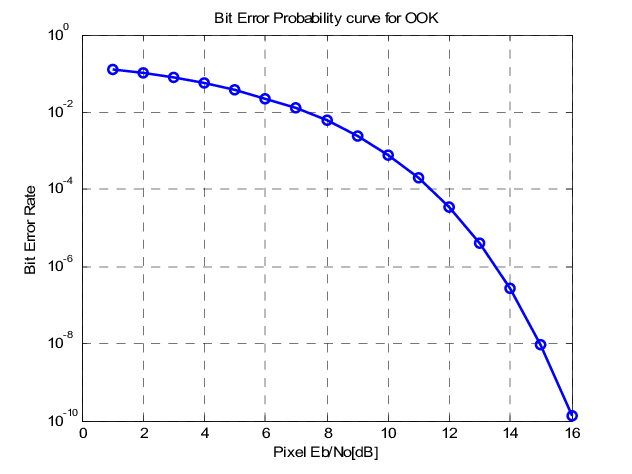 Bit Error Probability curve for OOK
10^0
10^-2
10^-4
10^-6
10^-8
10^-10
Bit Error Rate
0 2 4 6 8 10 12 14 16
Pixel Eb/No[dB]